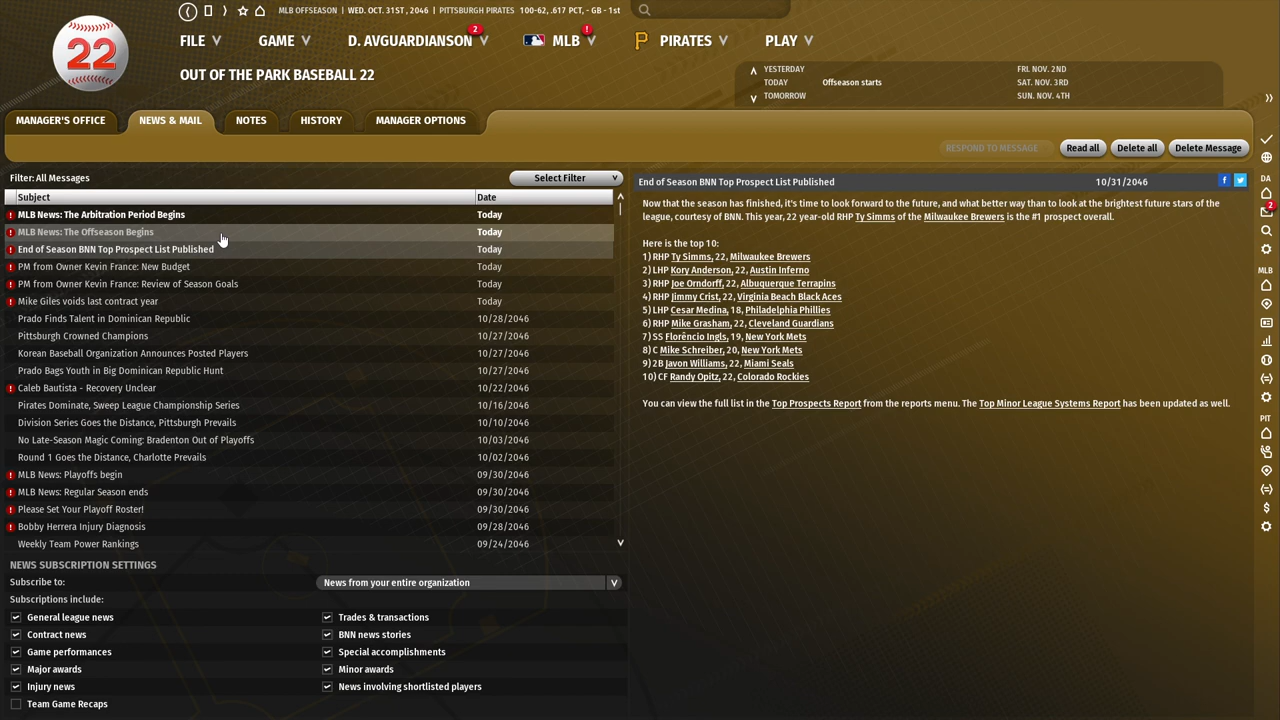 MLB OFFSEASON | WED. OCT. 31ST , 2046 | PITTSBURGH PIRATES 100-62, .617 PCT, - GB - 1st
22
FILE
GAME
D. AVGUARDIANSON
2
MLB
!
P
PIRATES
PLAY
OUT OF THE PARK BASEBALL 22
YESTERDAY
TODAY Offseason starts
TOMORROW
FRI. NOV. 2ND
SAT. NOV. 3RD
SUN. NOV. 4TH
MANAGER'S OFFICE
NEWS & MAIL
NOTES
HISTORY
MANAGER OPTIONS
RESPOND TO MESSAGE
Read all
Delete all
Delete Message
Filter: All Messages
Select Filter
Subject Date
! MLB News: The Arbitration Period Begins Today
! MLB News: The Offseason Begins Today
! End of Season BNN Top Prospect List Published Today
! PM from Owner Kevin France: New Budget Today
! PM from Owner Kevin France: Review of Season Goals Today
! Mike Giles voids last contract year Today
Prado Finds Talent in Dominican Republic 10/28/2046
Pittsburgh Crowned Champions 10/27/2046
Korean Baseball Organization Announces Posted Players 10/27/2046
Prado Bags Youth in Big Dominican Republic Hunt 10/27/2046
! Caleb Bautista - Recovery Unclear 10/22/2046
Pirates Dominate, Sweep League Championship Series 10/16/2046
Division Series Goes the Distance, Pittsburgh Prevails 10/10/2046
No Late-Season Magic Coming: Bradenton Out of Playoffs 10/03/2046
Round 1 Goes the Distance, Charlotte Prevails 10/02/2046
! MLB News: Playoffs begin 09/30/2046
! MLB News: Regular Season ends 09/30/2046
! Please Set Your Playoff Roster! 09/30/2046
! Bobby Herrera Injury Diagnosis 09/28/2046
Weekly Team Power Rankings 09/24/2046
NEWS SUBSCRIPTION SETTINGS
Subscribe to: News from your entire organization
Subscriptions include:
General league news Trades & transactions
Contract news BNN news stories
Game performances Special accomplishments
Major awards Minor awards
Injury news News involving shortlisted players
Team Game Recaps
End of Season BNN Top Prospect List Published 10/31/2046
Now that the season has finished, it's time to look forward to the future, and what better way than to look at the brightest future stars of the
league, courtesy of BNN. This year, 22 year-old RHP Ty Simms of the Milwaukee Brewers is the #1 prospect overall.
Here is the top 10:
1) RHP Ty Simms, 22, Milwaukee Brewers
2) LHP Kory Anderson, 22, Austin Inferno
3) RHP Joe Orndorff, 22, Albuquerque Terrapins
4) RHP Jimmy Crist, 22, Virginia Beach Black Aces
5) LHP Cesar Medina, 18, Philadelphia Phillies
6) RHP Mike Grasham, 22, Cleveland Guardians
7) SS Florêncio Ingls, 19, New York Mets
8) C Mike Schreiber, 20, New York Mets
9) 2B Javon Williams, 22, Miami Seals
10) CF Randy Opitz, 22, Colorado Rockies
You can view the full list in the Top Prospects Report from the reports menu. The Top Minor League Systems Report has been updated as well.
DA
2
MLB
PIT
$